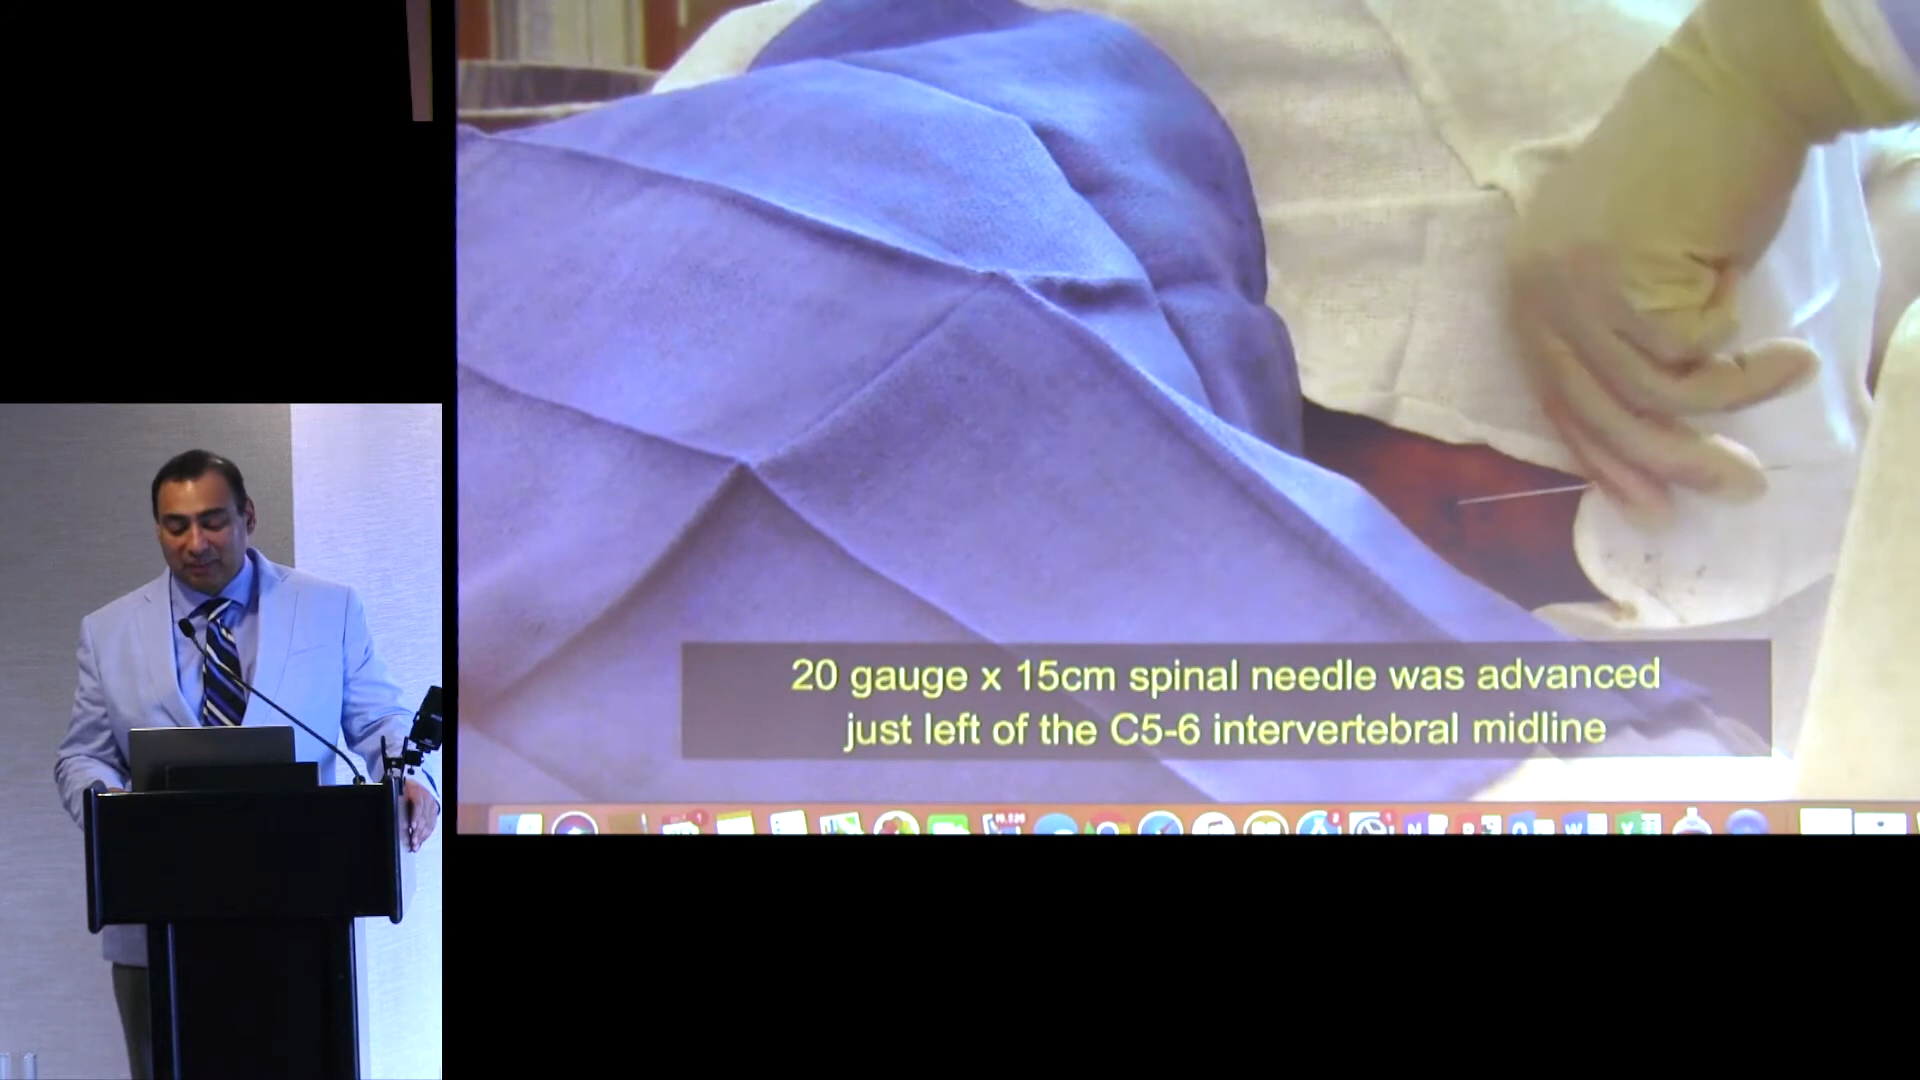 20 gauge x 15cm spinal needle was advanced
just left of the C5-6 intervertebral midline